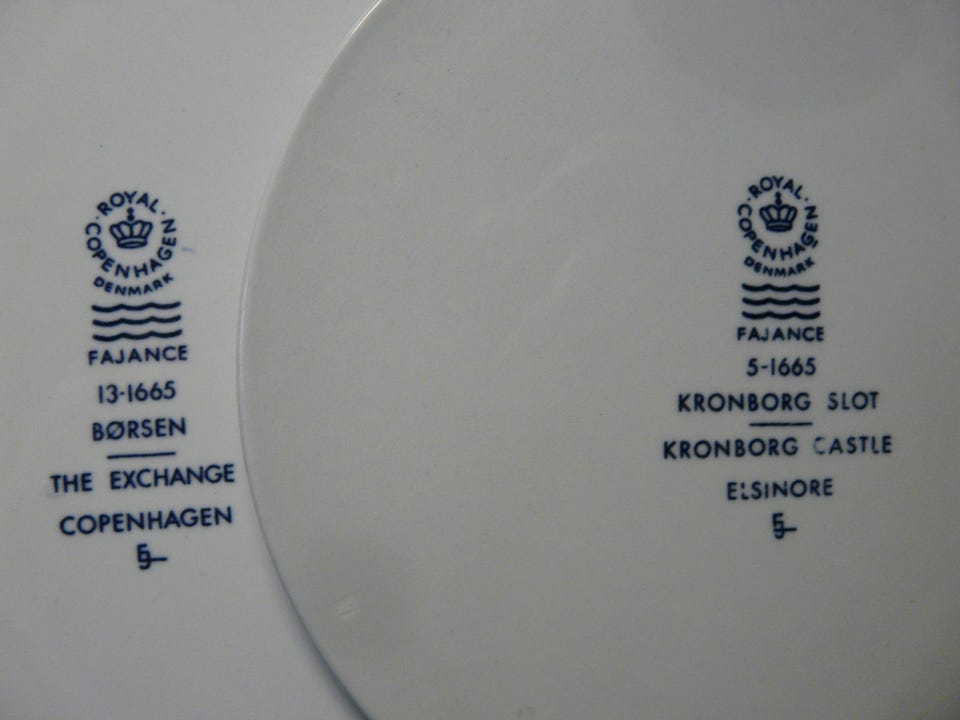 ROYAL · COPENHAGEN ·
DENMARK
FAJANCE
13-1665
BØRSEN
THE EXCHANGE
COPENHAGEN
ROYAL · COPENHAGEN ·
DENMARK
FAJANCE
5-1665
KRONBORG SLOT
KRONBORG CASTLE
ELSINORE